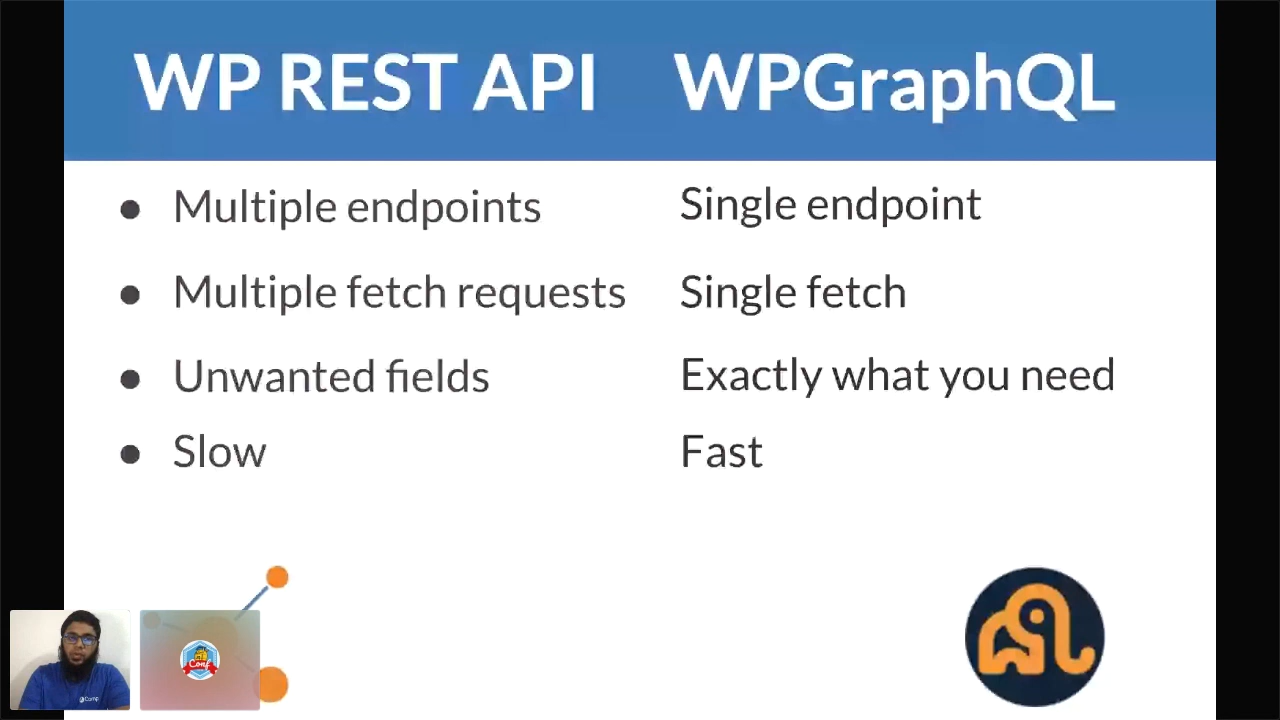 WP REST API WPGraphQL
● Multiple endpoints Single endpoint
● Multiple fetch requests Single fetch
● Unwanted fields Exactly what you need
● Slow Fast
Conf